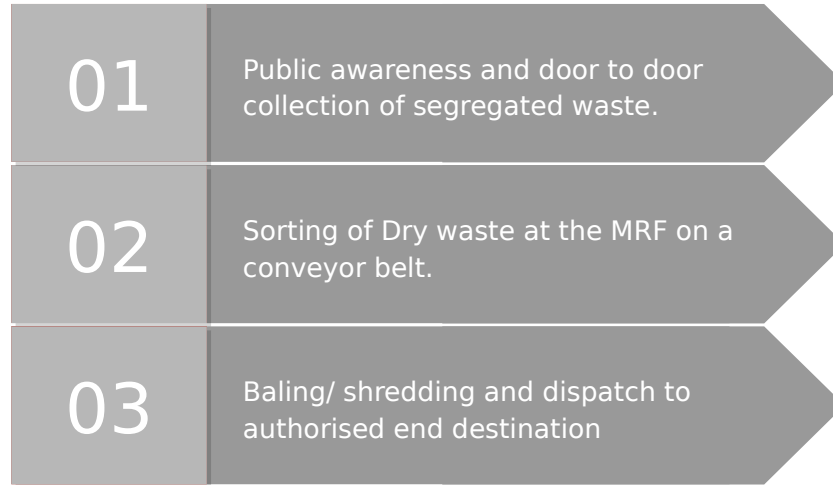 01
Public awareness and door to door
collection of segregated waste.
02
Sorting of Dry waste at the MRF on a
conveyor belt.
03
Baling/ shredding and dispatch to
authorised end destination